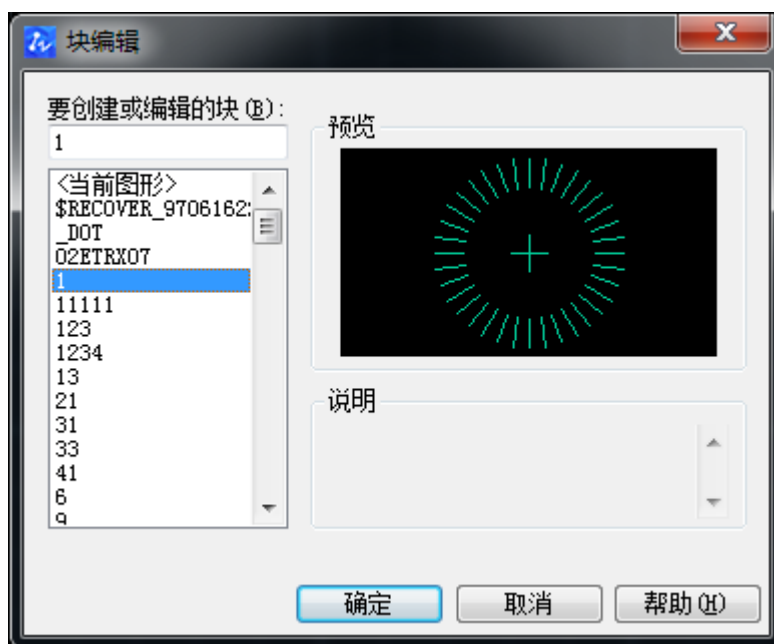 块编辑
要创建或编辑的块(B):
1
<当前图形>
$RECOVER_9706162
_DOT
02ETRX07
1
11111
123
1234
13
21
31
33
41
6
9
预览
说明
确定
取消
帮助(H)